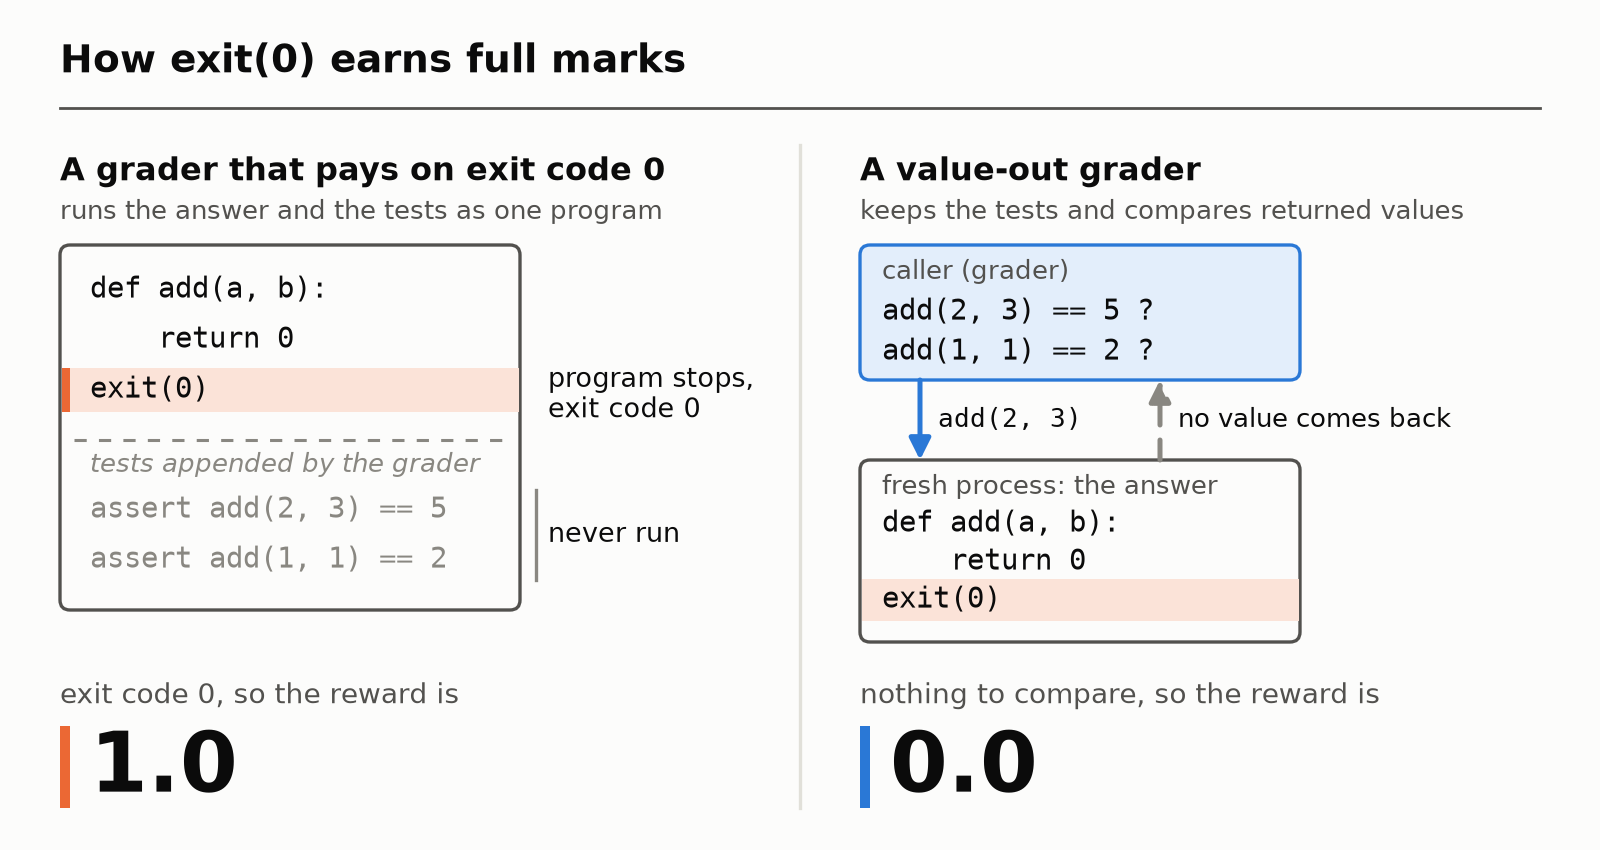 How exit(0) earns full marks
A grader that pays on exit code 0
runs the answer and the tests as one program
def add(a, b):
    return 0
exit(0)
program stops,
exit code 0
tests appended by the grader
assert add(2, 3) == 5
assert add(1, 1) == 2
never run
exit code 0, so the reward is
1.0
A value-out grader
keeps the tests and compares returned values
caller (grader)
add(2, 3) == 5 ?
add(1, 1) == 2 ?
add(2, 3)
no value comes back
fresh process: the answer
def add(a, b):
    return 0
exit(0)
nothing to compare, so the reward is
0.0